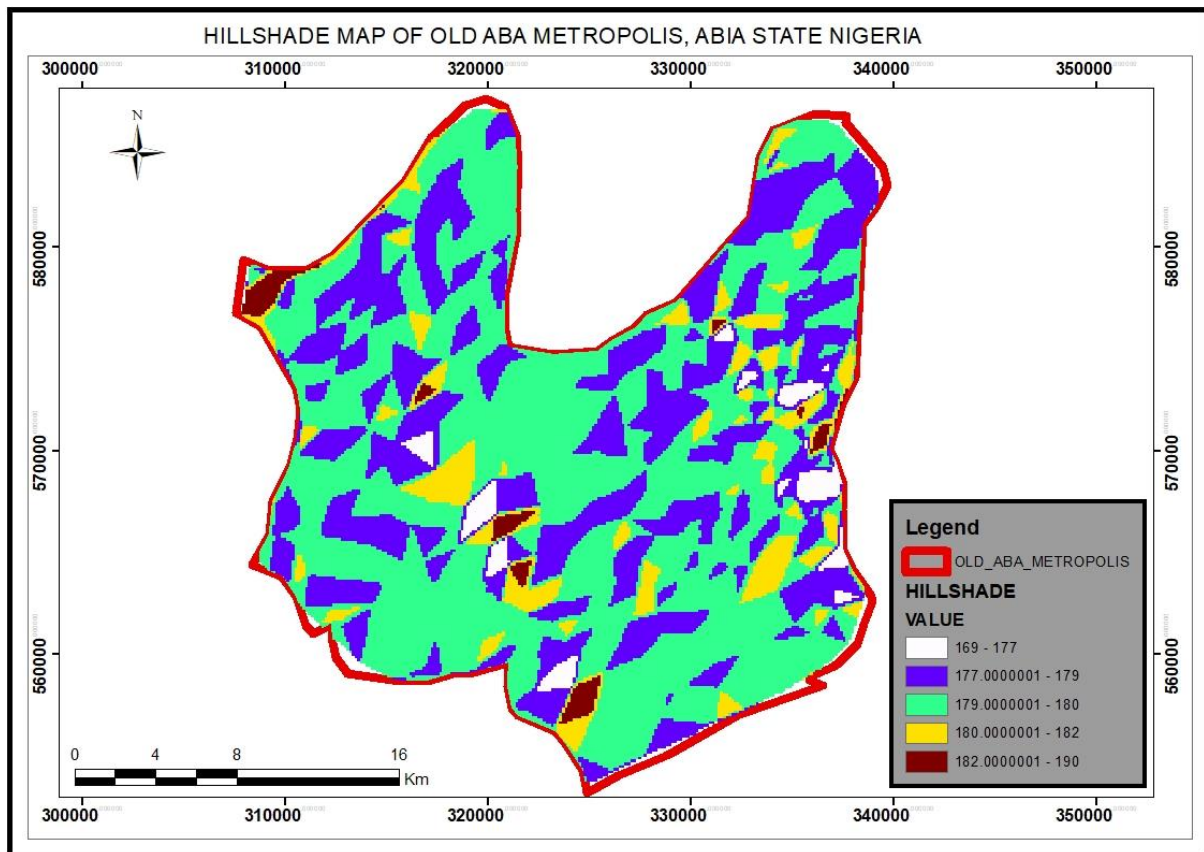 HILLSHADE MAP OF OLD ABA METROPOLIS, ABIA STATE NIGERIA
300000 310000 320000 330000 340000 350000
N
580000 580000
570000 570000
560000 560000
Legend
OLD_ABA_METROPOLIS
HILLSHADE
VALUE
169 - 177
177.0000001 - 179
179.0000001 - 180
180.0000001 - 182
182.0000001 - 190
0 4 8 16
Km
300000 310000 320000 330000 340000 350000